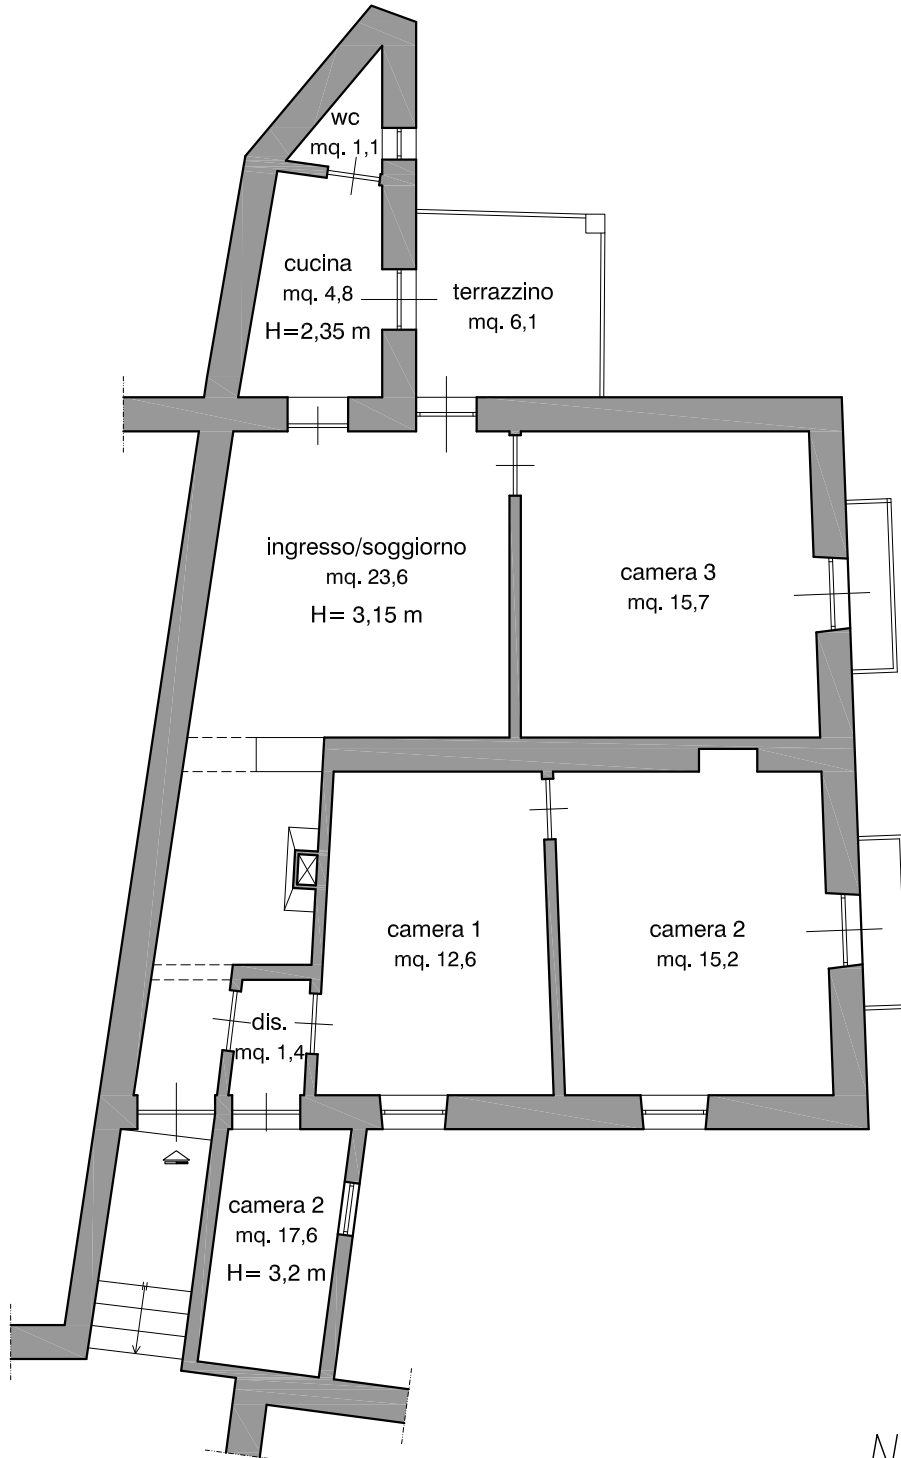 wc
mq. 1,1
cucina
mq. 4,8
H=2,35 m
terrazzino
mq. 6,1
ingresso/soggiorno
mq. 23,6
H= 3,15 m
camera 3
mq. 15,7
camera 1
mq. 12,6
camera 2
mq. 15,2
dis.
mq. 1,4
camera 2
mq. 17,6
H= 3,2 m
N